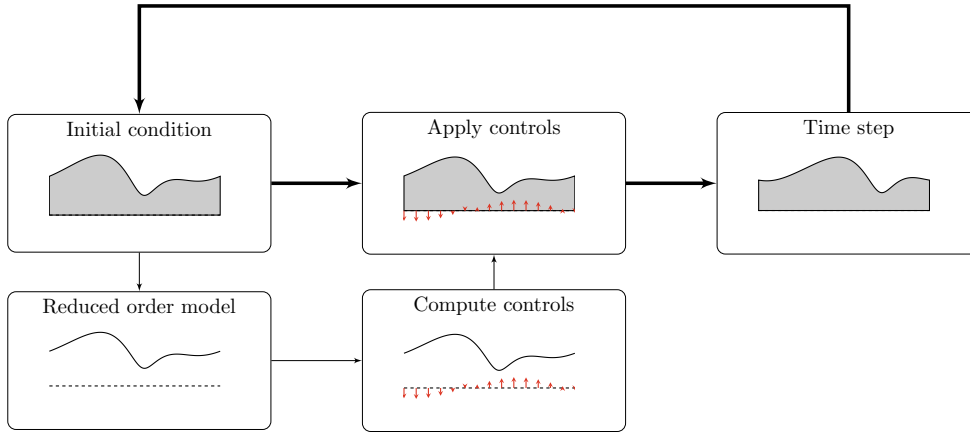 Initial condition
Apply controls
Time step
Reduced order model
Compute controls